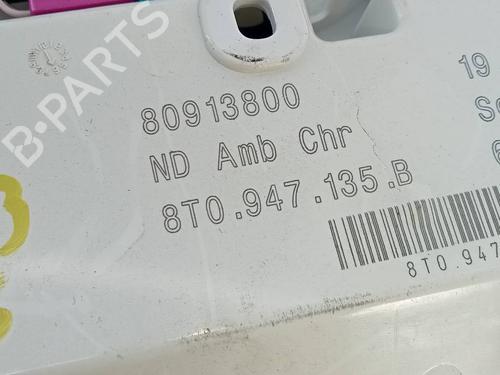 B-PARTS
80913800
ND Amb Chr
8T0.947.135.B
19
8T0.947